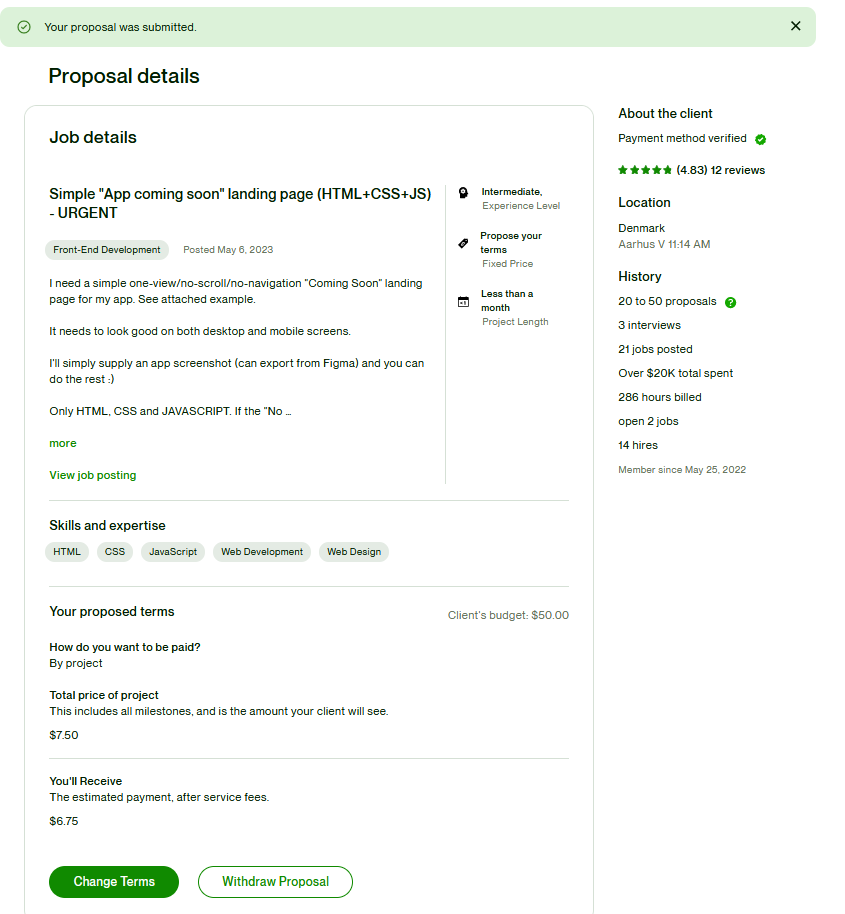 Your proposal was submitted.
Proposal details
Job details
Simple "App coming soon" landing page (HTML+CSS+JS)
- URGENT
Front-End Development
Posted May 6, 2023
I need a simple one-view/no-scroll/no-navigation "Coming Soon" landing
page for my app. See attached example.
It needs to look good on both desktop and mobile screens.
I'll simply supply an app screenshot (can export from Figma) and you can
do the rest :)
Only HTML, CSS and JAVASCRIPT. If the "No ...
more
View job posting
Intermediate,
Experience Level
Propose your
terms
Fixed Price
Less than a
month
Project Length
Skills and expertise
HTML
CSS
JavaScript
Web Development
Web Design
Your proposed terms
Client's budget: $50.00
How do you want to be paid?
By project
Total price of project
This includes all milestones, and is the amount your client will see.
$7.50
You'll Receive
The estimated payment, after service fees.
$6.75
Change Terms
Withdraw Proposal
About the client
Payment method verified
(4.83) 12 reviews
Location
Denmark
Aarhus V 11:14 AM
History
20 to 50 proposals
3 interviews
21 jobs posted
Over $20K total spent
286 hours billed
open 2 jobs
14 hires
Member since May 25, 2022